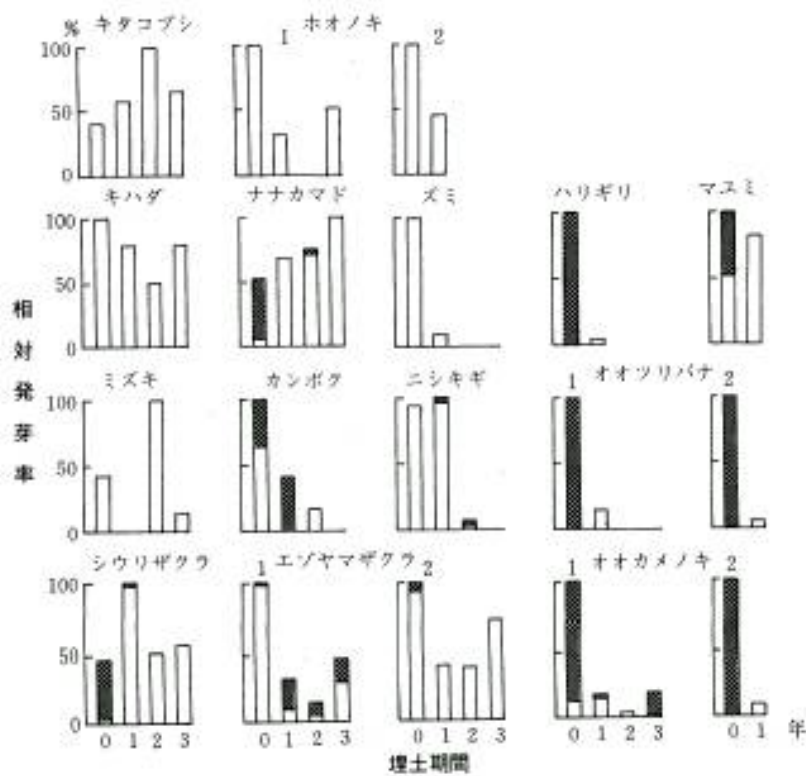 % キタコブシ 1 ホオノキ 2
100
50
0
キハダ ナナカマド ズミ ハリギリ マユミ
100
50
0
ミズキ カンボク ニシキギ 1 オオツリバナ 2
100
50
0
シウリザクラ 1 エゾヤマザクラ 2 1 オオカメノキ 2
100
50
0
0 1 2 3 0 1 2 3 0 1 2 3 0 1 2 3 0 1 年
埋土期間
相対発芽率